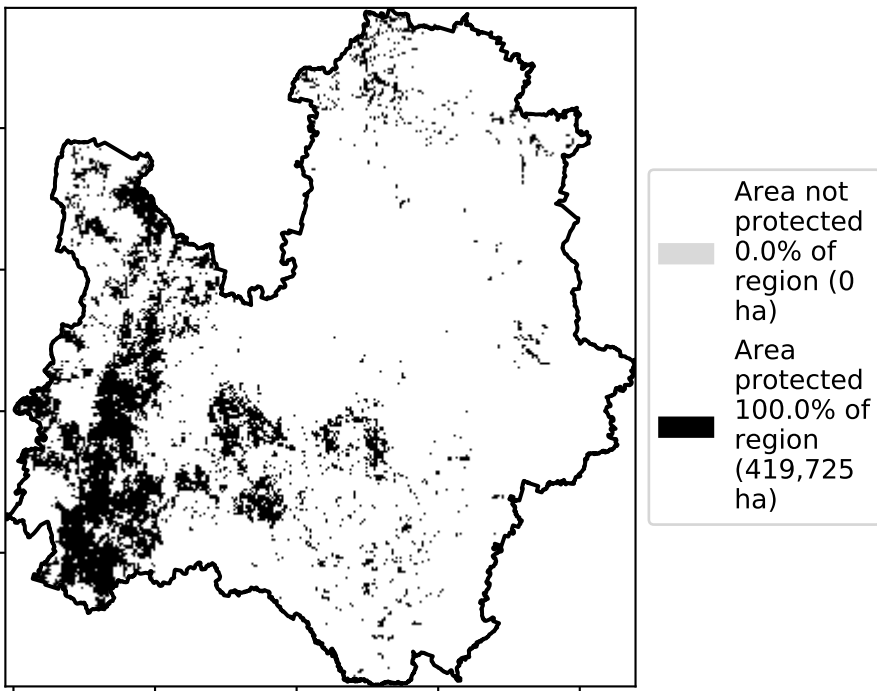 Area not
protected
0.0% of
region (0
ha)
Area
protected
100.0% of
region
(419,725
ha)